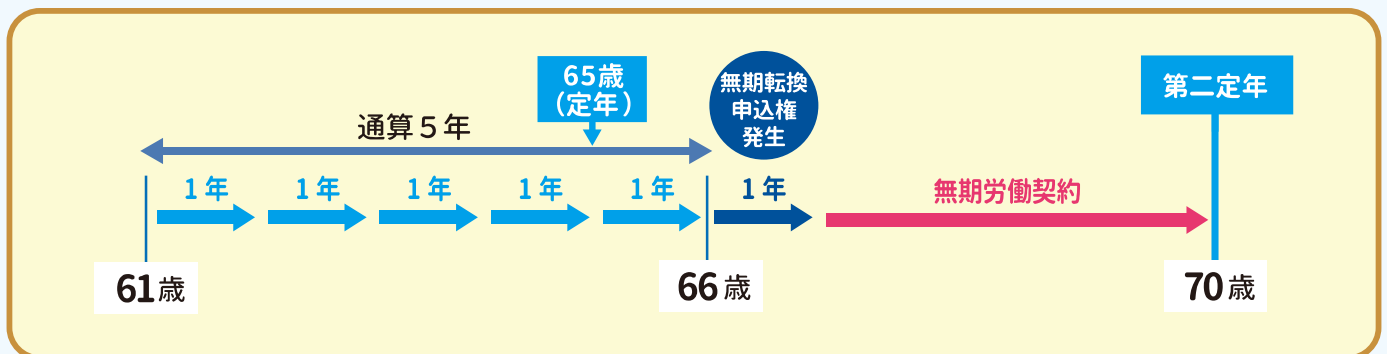 65歳
（定年）
無期転換
申込権
発生
第二定年
通算５年
1年
1年
1年
1年
1年
1年
無期労働契約
61歳
66歳
70歳